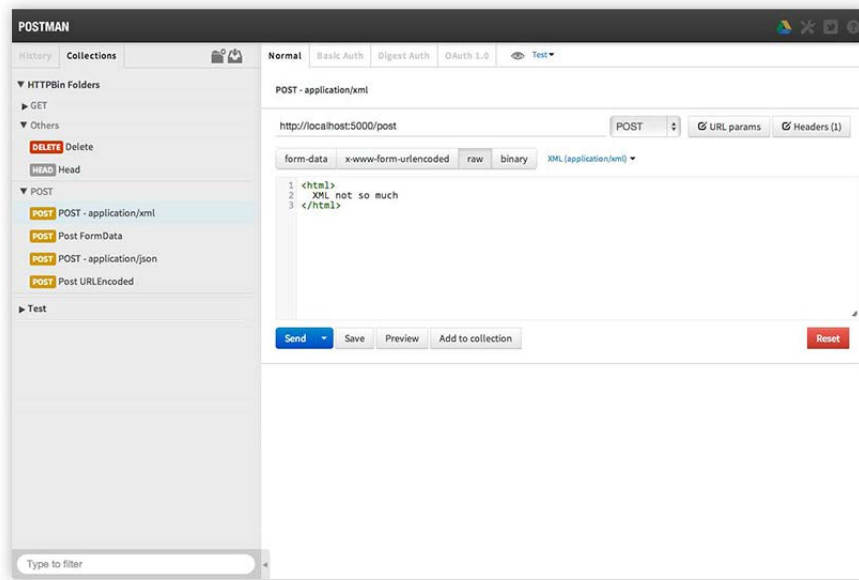 POSTMAN
History Collections
HTTPBin Folders
GET
Others
DELETE Delete
HEAD Head
POST
POST POST - application/xml
POST Post FormData
POST POST - application/json
POST Post URLEncoded
Test
Type to filter
Normal Basic Auth Digest Auth OAuth 1.0 Test
POST - application/xml
http://localhost:5000/post POST URL params Headers (1)
form-data x-www-form-urlencoded raw binary XML (application/xml)
1 <html>
2 XML not so much
3 </html>
Send Save Preview Add to collection Reset